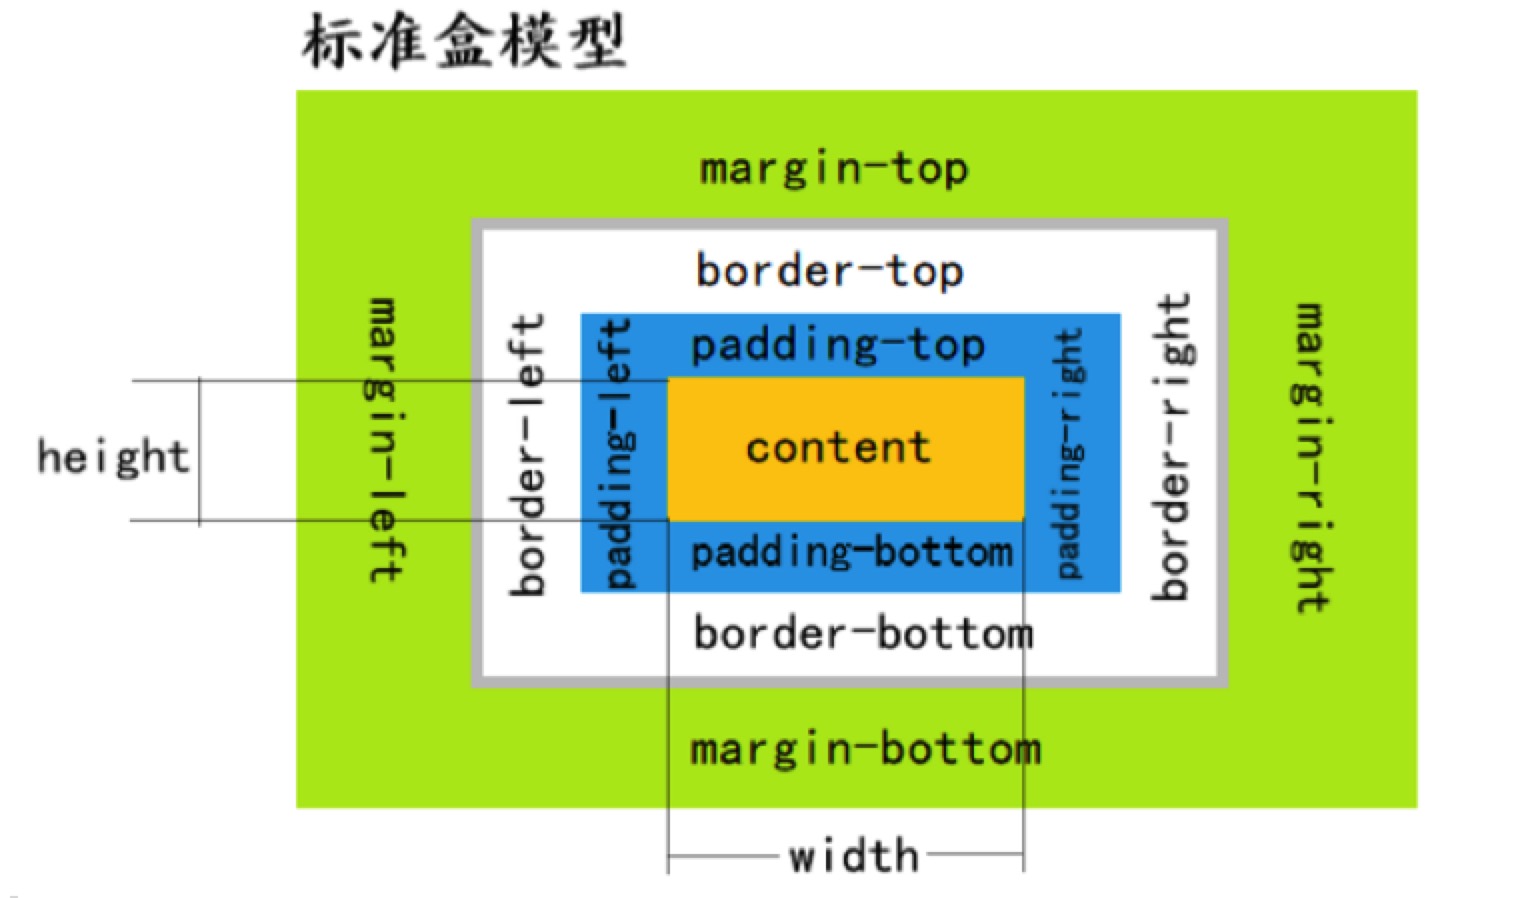 标准盒模型
margin-top
border-top
padding-top
margin-left
border-left
padding-left
content
padding-right
border-right
margin-right
height
padding-bottom
border-bottom
margin-bottom
width